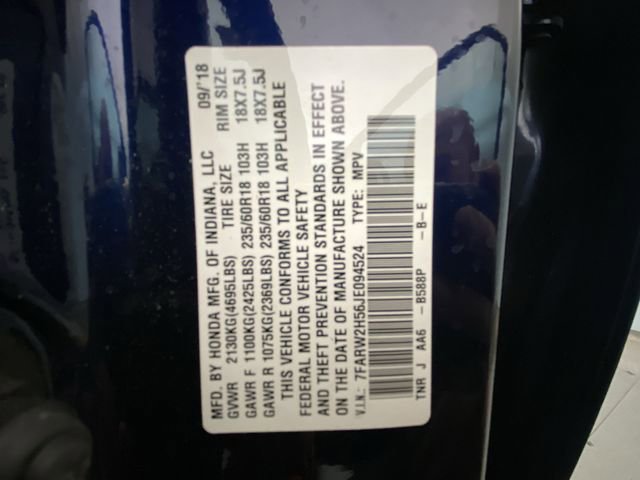 MFD. BY HONDA MFG. OF INDIANA, LLC 09/'18
GVWR 2130KG(4695LBS) TIRE SIZE RIM SIZE
GAWR F 1100KG(2425LBS) 235/60R18 103H 18X7.5J
GAWR R 1075KG(2369LBS) 235/60R18 103H 18X7.5J
THIS VEHICLE CONFORMS TO ALL APPLICABLE
FEDERAL MOTOR VEHICLE SAFETY
AND THEFT PREVENTION STANDARDS IN EFFECT
ON THE DATE OF MANUFACTURE SHOWN ABOVE.
V.I.N.: 7FARW2H56JE094524 TYPE: MPV
TNR J AA6 -B588P -B-E